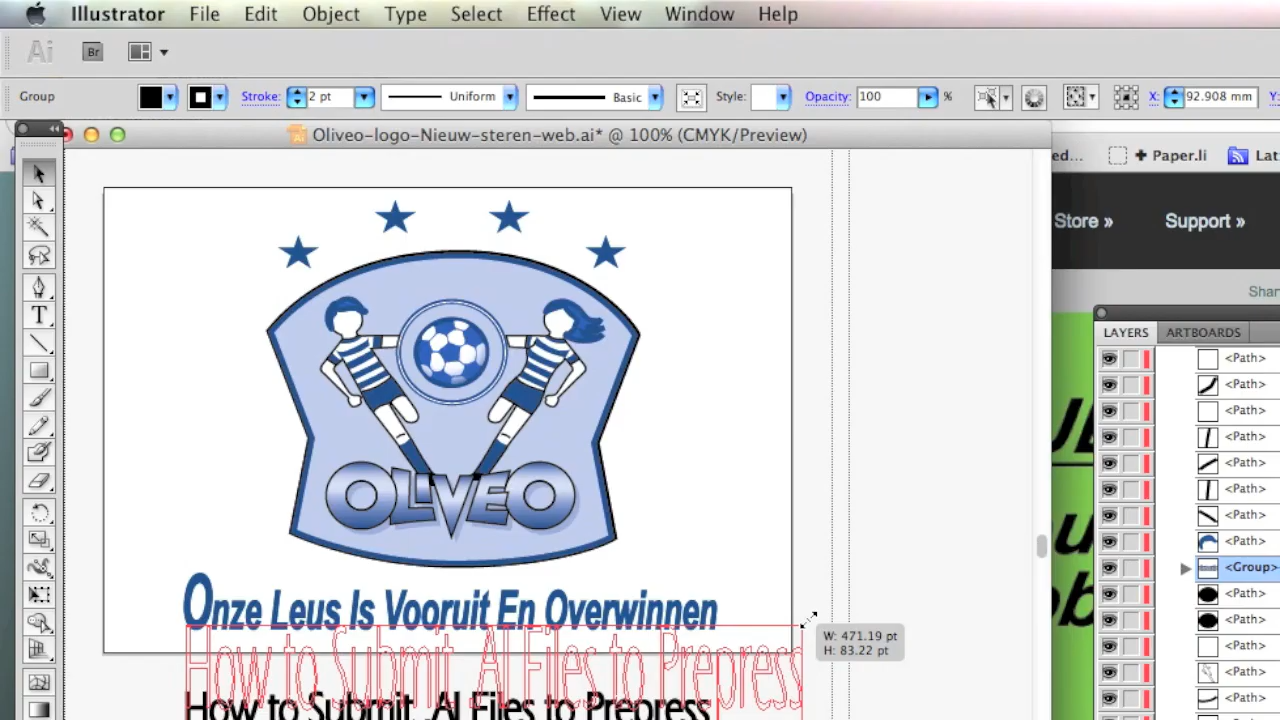 Illustrator File Edit Object Type Select Effect View Window Help
Ai Br
Group Stroke: 2 pt Uniform Basic Style: Opacity: 100 % X: 92.908 mm Y:
Oliveo-logo-Nieuw-steren-web.ai* @ 100% (CMYK/Preview)
ed... + Paper.li Lat
Store » Support »
Shar
LAYERS ARTBOARDS
<Path>
<Path>
<Path>
<Path>
<Path>
<Path>
<Path>
<Path>
<Group>
<Path>
<Path>
<Path>
<Path>
<Path>
OLIVEO
Onze Leus Is Vooruit En Overwinnen
W: 471.19 pt
H: 83.22 pt
How to Submit .AI Files to Prepress
How to Submit .AI Files to Prepress